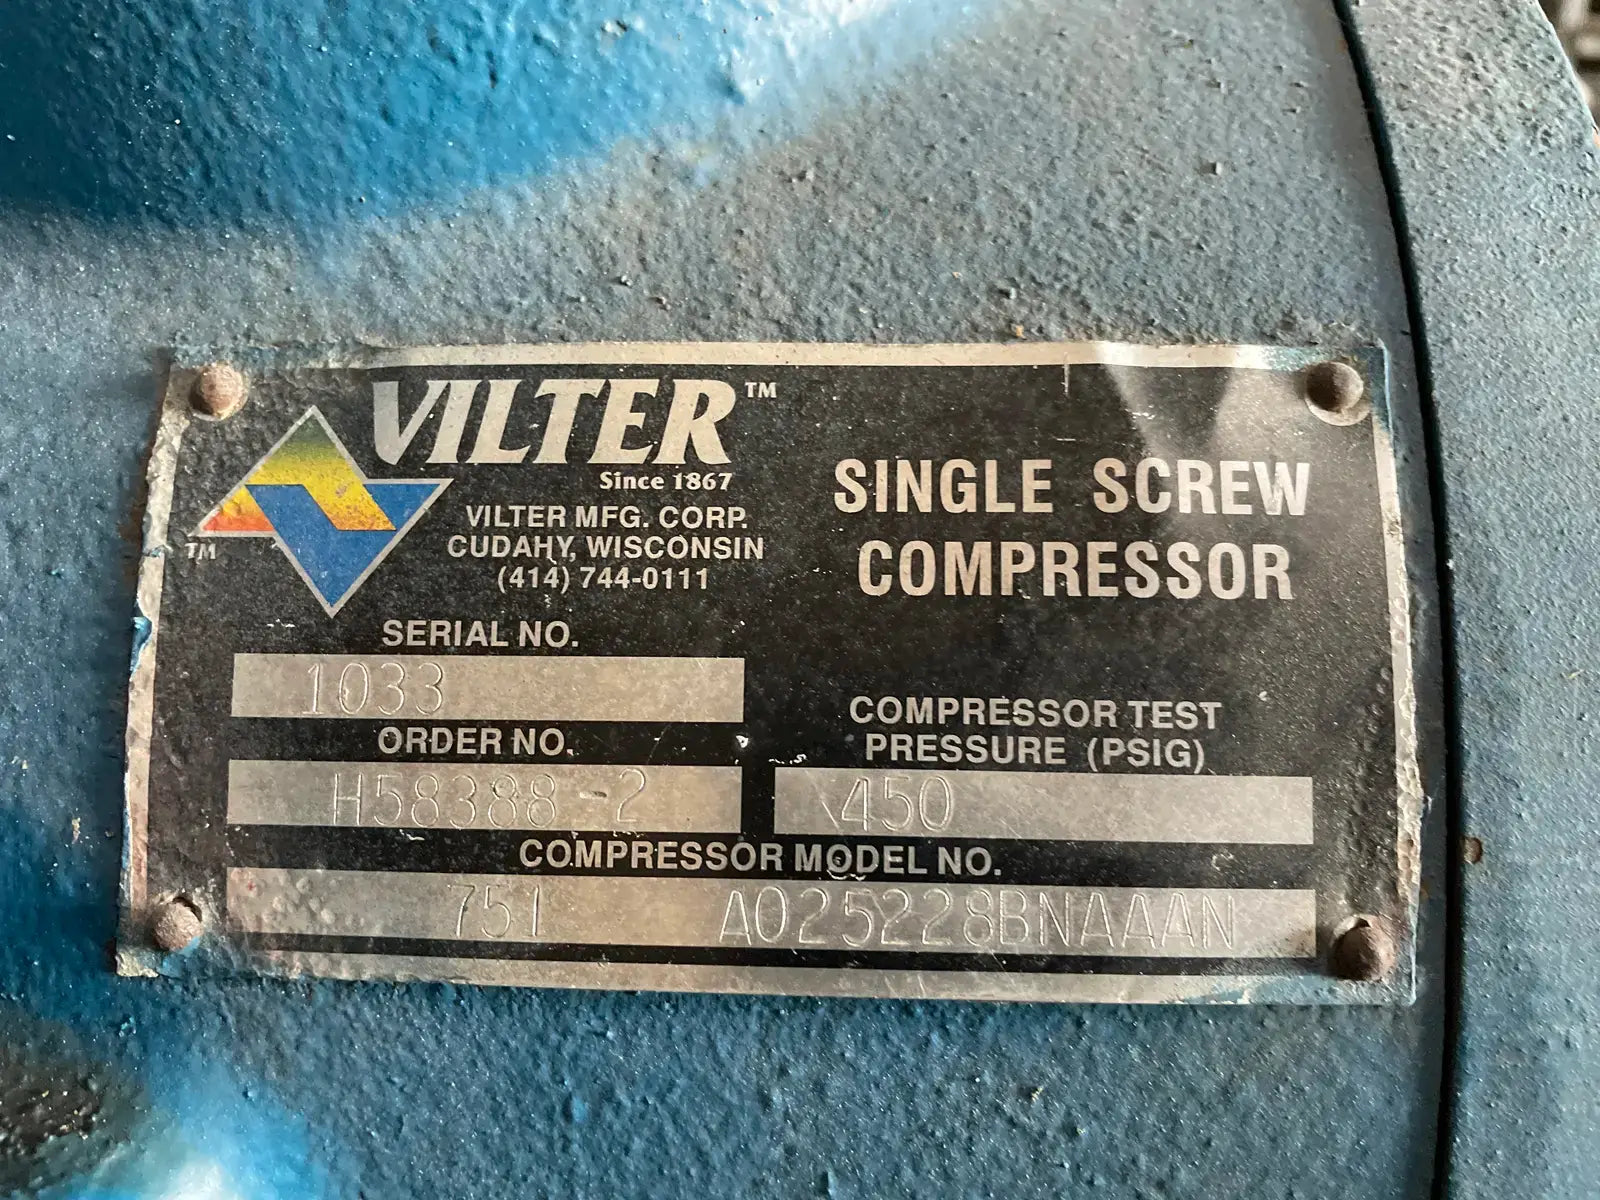 VILTER™
Since 1867
VILTER MFG. CORP.
CUDAHY, WISCONSIN
(414) 744-0111
TM
SINGLE SCREW
COMPRESSOR
SERIAL NO.
1033
ORDER NO.
H58388-2
COMPRESSOR TEST
PRESSURE (PSIG)
450
COMPRESSOR MODEL NO.
751 A025228BNAAAN